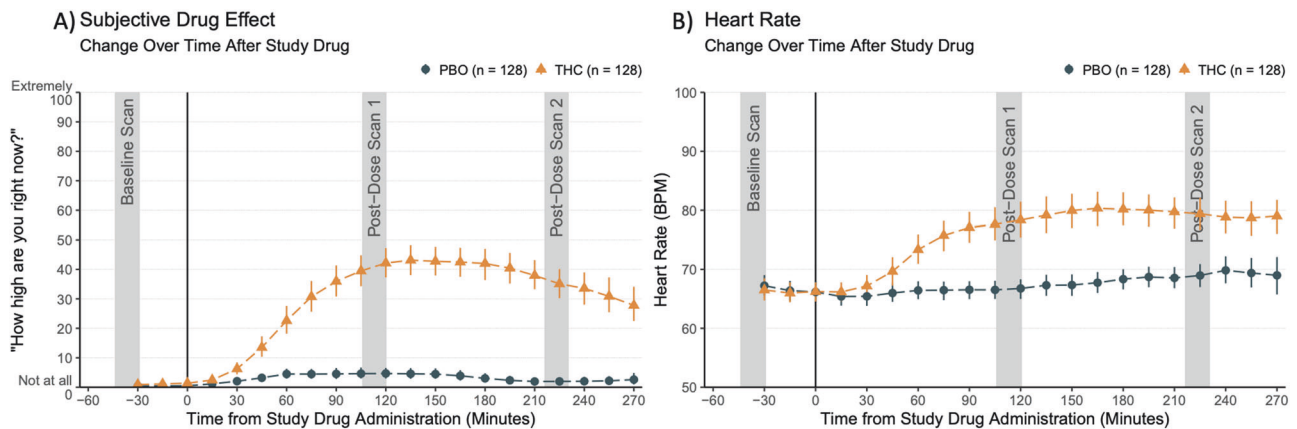 A) Subjective Drug Effect
Change Over Time After Study Drug
PBO (n = 128) THC (n = 128)
Extremely
100
90
80
70
60
50
40
30
20
10
Not at all
0
"How high are you right now?"
Baseline Scan
Post-Dose Scan 1
Post-Dose Scan 2
−60 −30 0 30 60 90 120 150 180 210 240 270
Time from Study Drug Administration (Minutes)
B) Heart Rate
Change Over Time After Study Drug
PBO (n = 128) THC (n = 128)
100
90
80
70
60
50
Heart Rate (BPM)
Baseline Scan
Post-Dose Scan 1
Post-Dose Scan 2
−60 −30 0 30 60 90 120 150 180 210 240 270
Time from Study Drug Administration (Minutes)